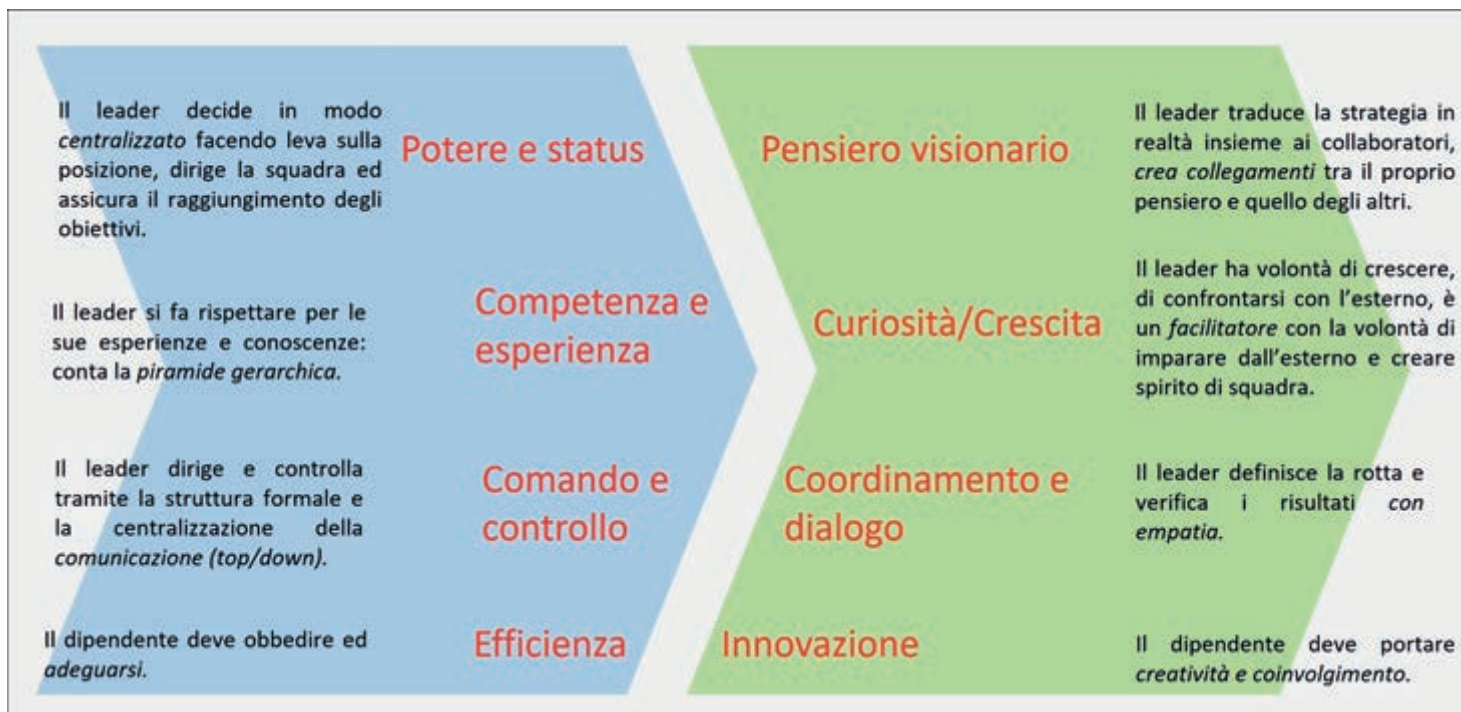 Il leader decide in modo
centralizzato facendo leva sulla
posizione, dirige la squadra ed
assicura il raggiungimento degli
obiettivi.
Potere e status
Pensiero visionario
Il leader traduce la strategia in
realtà insieme ai collaboratori,
crea collegamenti tra il proprio
pensiero e quello degli altri.
Il leader si fa rispettare per le
sue esperienze e conoscenze:
conta la piramide gerarchica.
Competenza e
esperienza
Curiosità/Crescita
Il leader ha volontà di crescere,
di confrontarsi con l'esterno, è
un facilitatore con la volontà di
imparare dall'esterno e creare
spirito di squadra.
Il leader dirige e controlla
tramite la struttura formale e
la centralizzazione della
comunicazione (top/down).
Comando e
controllo
Coordinamento e
dialogo
Il leader definisce la rotta e
verifica i risultati con
empatia.
Il dipendente deve obbedire ed
adeguarsi.
Efficienza
Innovazione
Il dipendente deve portare
creatività e coinvolgimento.